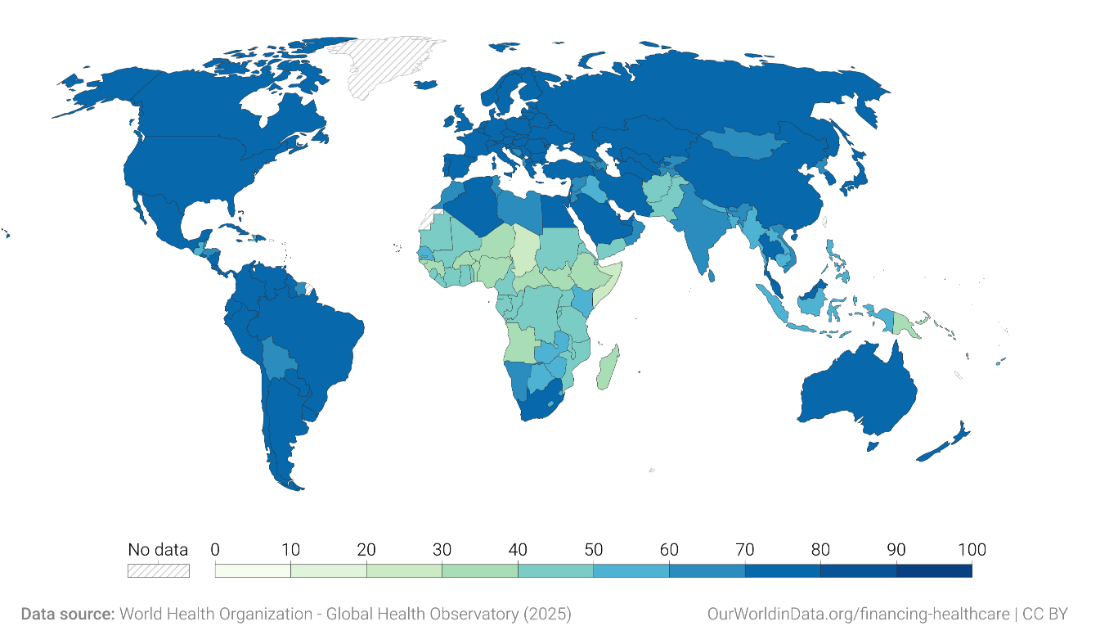 No data 0 10 20 30 40 50 60 70 80 90 100
Data source: World Health Organization - Global Health Observatory (2025) OurWorldinData.org/financing-healthcare | CC BY